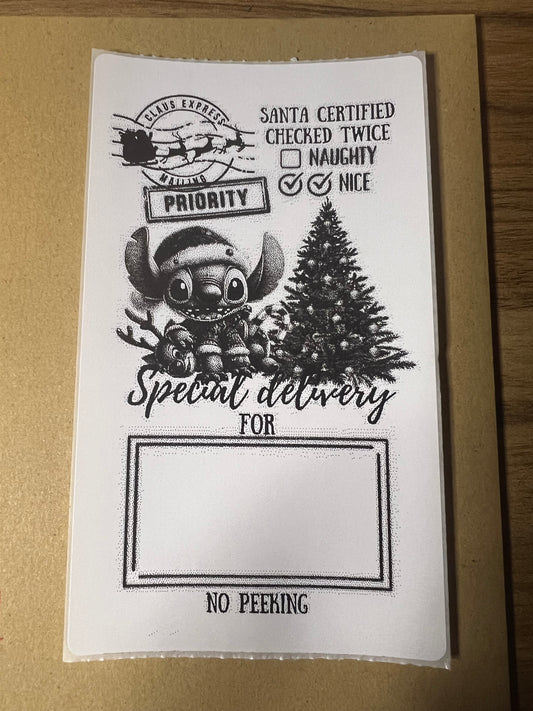 CLAUS EXPRESS
MAILING
PRIORITY
SANTA CERTIFIED
CHECKED TWICE
NAUGHTY
NICE
Special delivery
FOR
NO PEEKING